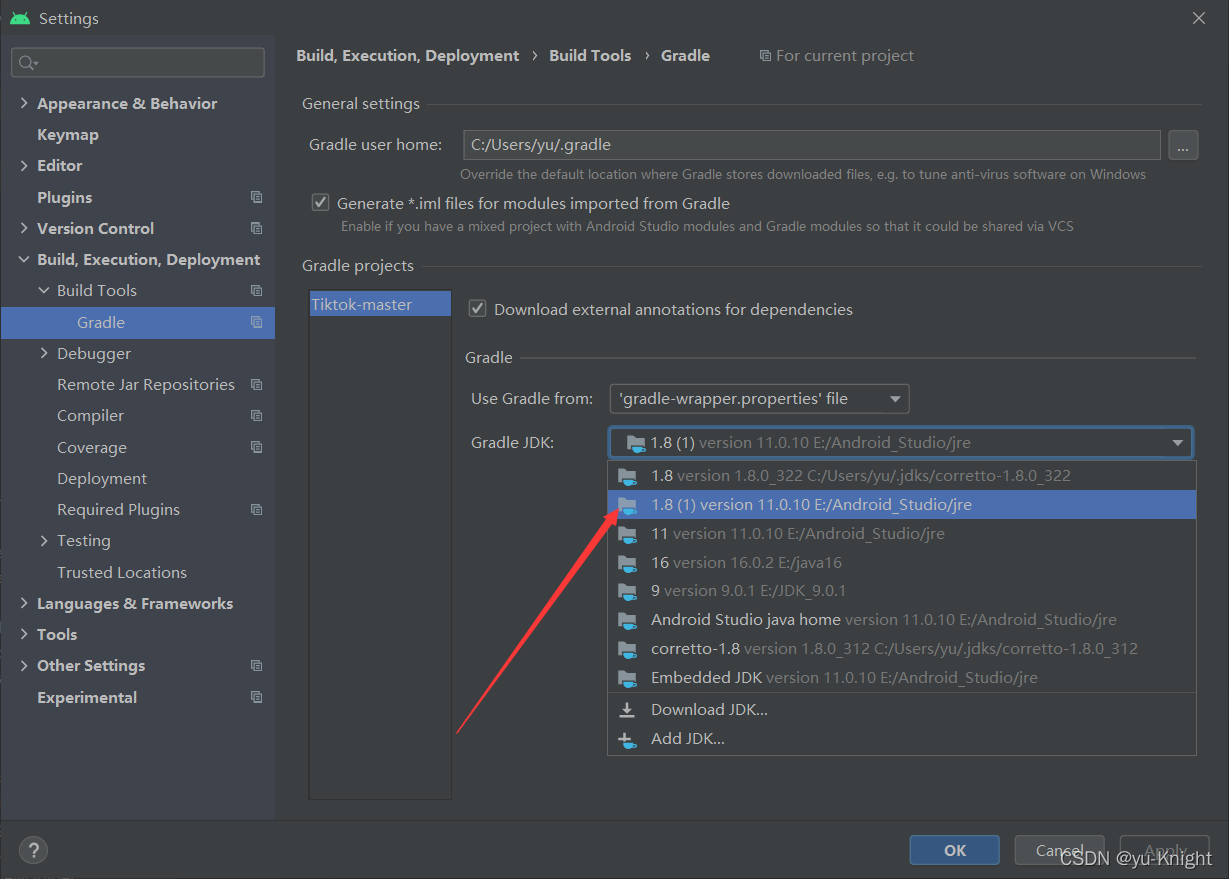 Settings
Appearance & Behavior
Keymap
Editor
Plugins
Version Control
Build, Execution, Deployment
Build Tools
Gradle
Debugger
Remote Jar Repositories
Compiler
Coverage
Deployment
Required Plugins
Testing
Trusted Locations
Languages & Frameworks
Tools
Other Settings
Experimental
Build, Execution, Deployment › Build Tools › Gradle For current project
General settings
Gradle user home: C:/Users/yu/.gradle ...
Override the default location where Gradle stores downloaded files, e.g. to tune anti-virus software on Windows
Generate *.iml files for modules imported from Gradle
Enable if you have a mixed project with Android Studio modules and Gradle modules so that it could be shared via VCS
Gradle projects
Tiktok-master
Download external annotations for dependencies
Gradle
Use Gradle from: 'gradle-wrapper.properties' file
Gradle JDK: 1.8 (1) version 11.0.10 E:/Android_Studio/jre
1.8 version 1.8.0_322 C:/Users/yu/.jdks/corretto-1.8.0_322
1.8 (1) version 11.0.10 E:/Android_Studio/jre
11 version 11.0.10 E:/Android_Studio/jre
16 version 16.0.2 E:/java16
9 version 9.0.1 E:/JDK_9.0.1
Android Studio java home version 11.0.10 E:/Android_Studio/jre
corretto-1.8 version 1.8.0_312 C:/Users/yu/.jdks/corretto-1.8.0_312
Embedded JDK version 11.0.10 E:/Android_Studio/jre
Download JDK...
Add JDK...
? OK Cancel Apply
CSDN @yu-Knight